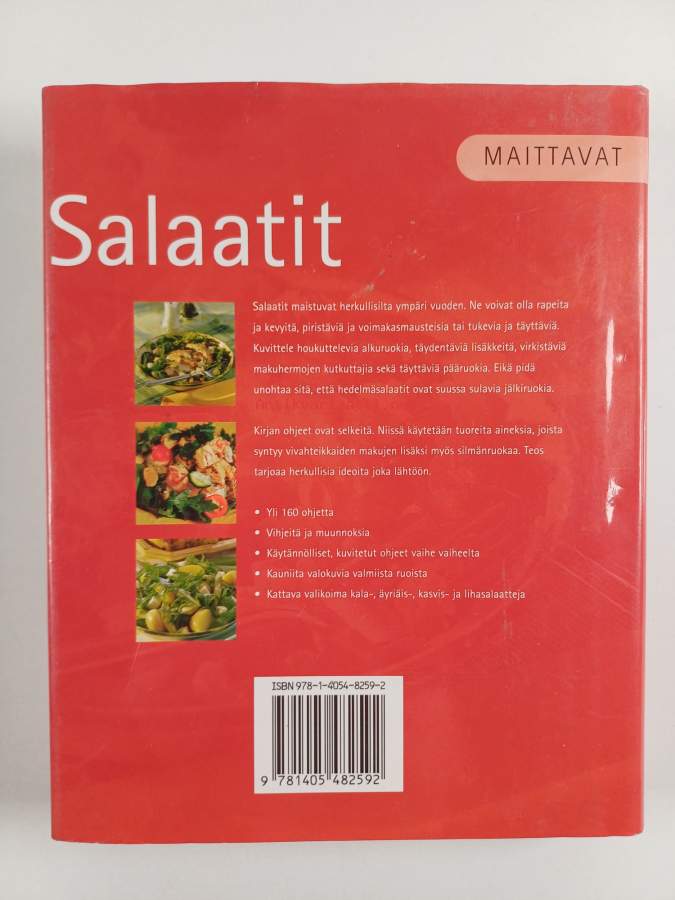 MAITTAVAT
Salaatit
Salaatit maistuvat herkullisilta ympäri vuoden. Ne voivat olla rapeita
ja kevyitä, piristäviä ja voimakasmausteisia tai tukevia ja täyttäviä.
Kuvittele houkuttelevia alkuruokia, täydentäviä lisäkkeitä, virkistäviä
makuhermojen kutkuttajia sekä täyttäviä pääruokia. Eikä pidä
unohtaa sitä, että hedelmäsalaatit ovat suussa sulavia jälkiruokia.
Kirjan ohjeet ovat selkeitä. Niissä käytetään tuoreita aineksia, joista
syntyy vivahteikkaiden makujen lisäksi myös silmänruokaa. Teos
tarjoaa herkullisia ideoita joka lähtöön.
• Yli 160 ohjetta
• Vihjeitä ja muunnoksia
• Käytännölliset, kuvitetut ohjeet vaihe vaiheelta
• Kauniita valokuvia valmiista ruoista
• Kattava valikoima kala-, äyriäis-, kasvis- ja lihasalaatteja
ISBN 978-1-4054-8259-2
9 781405 482592